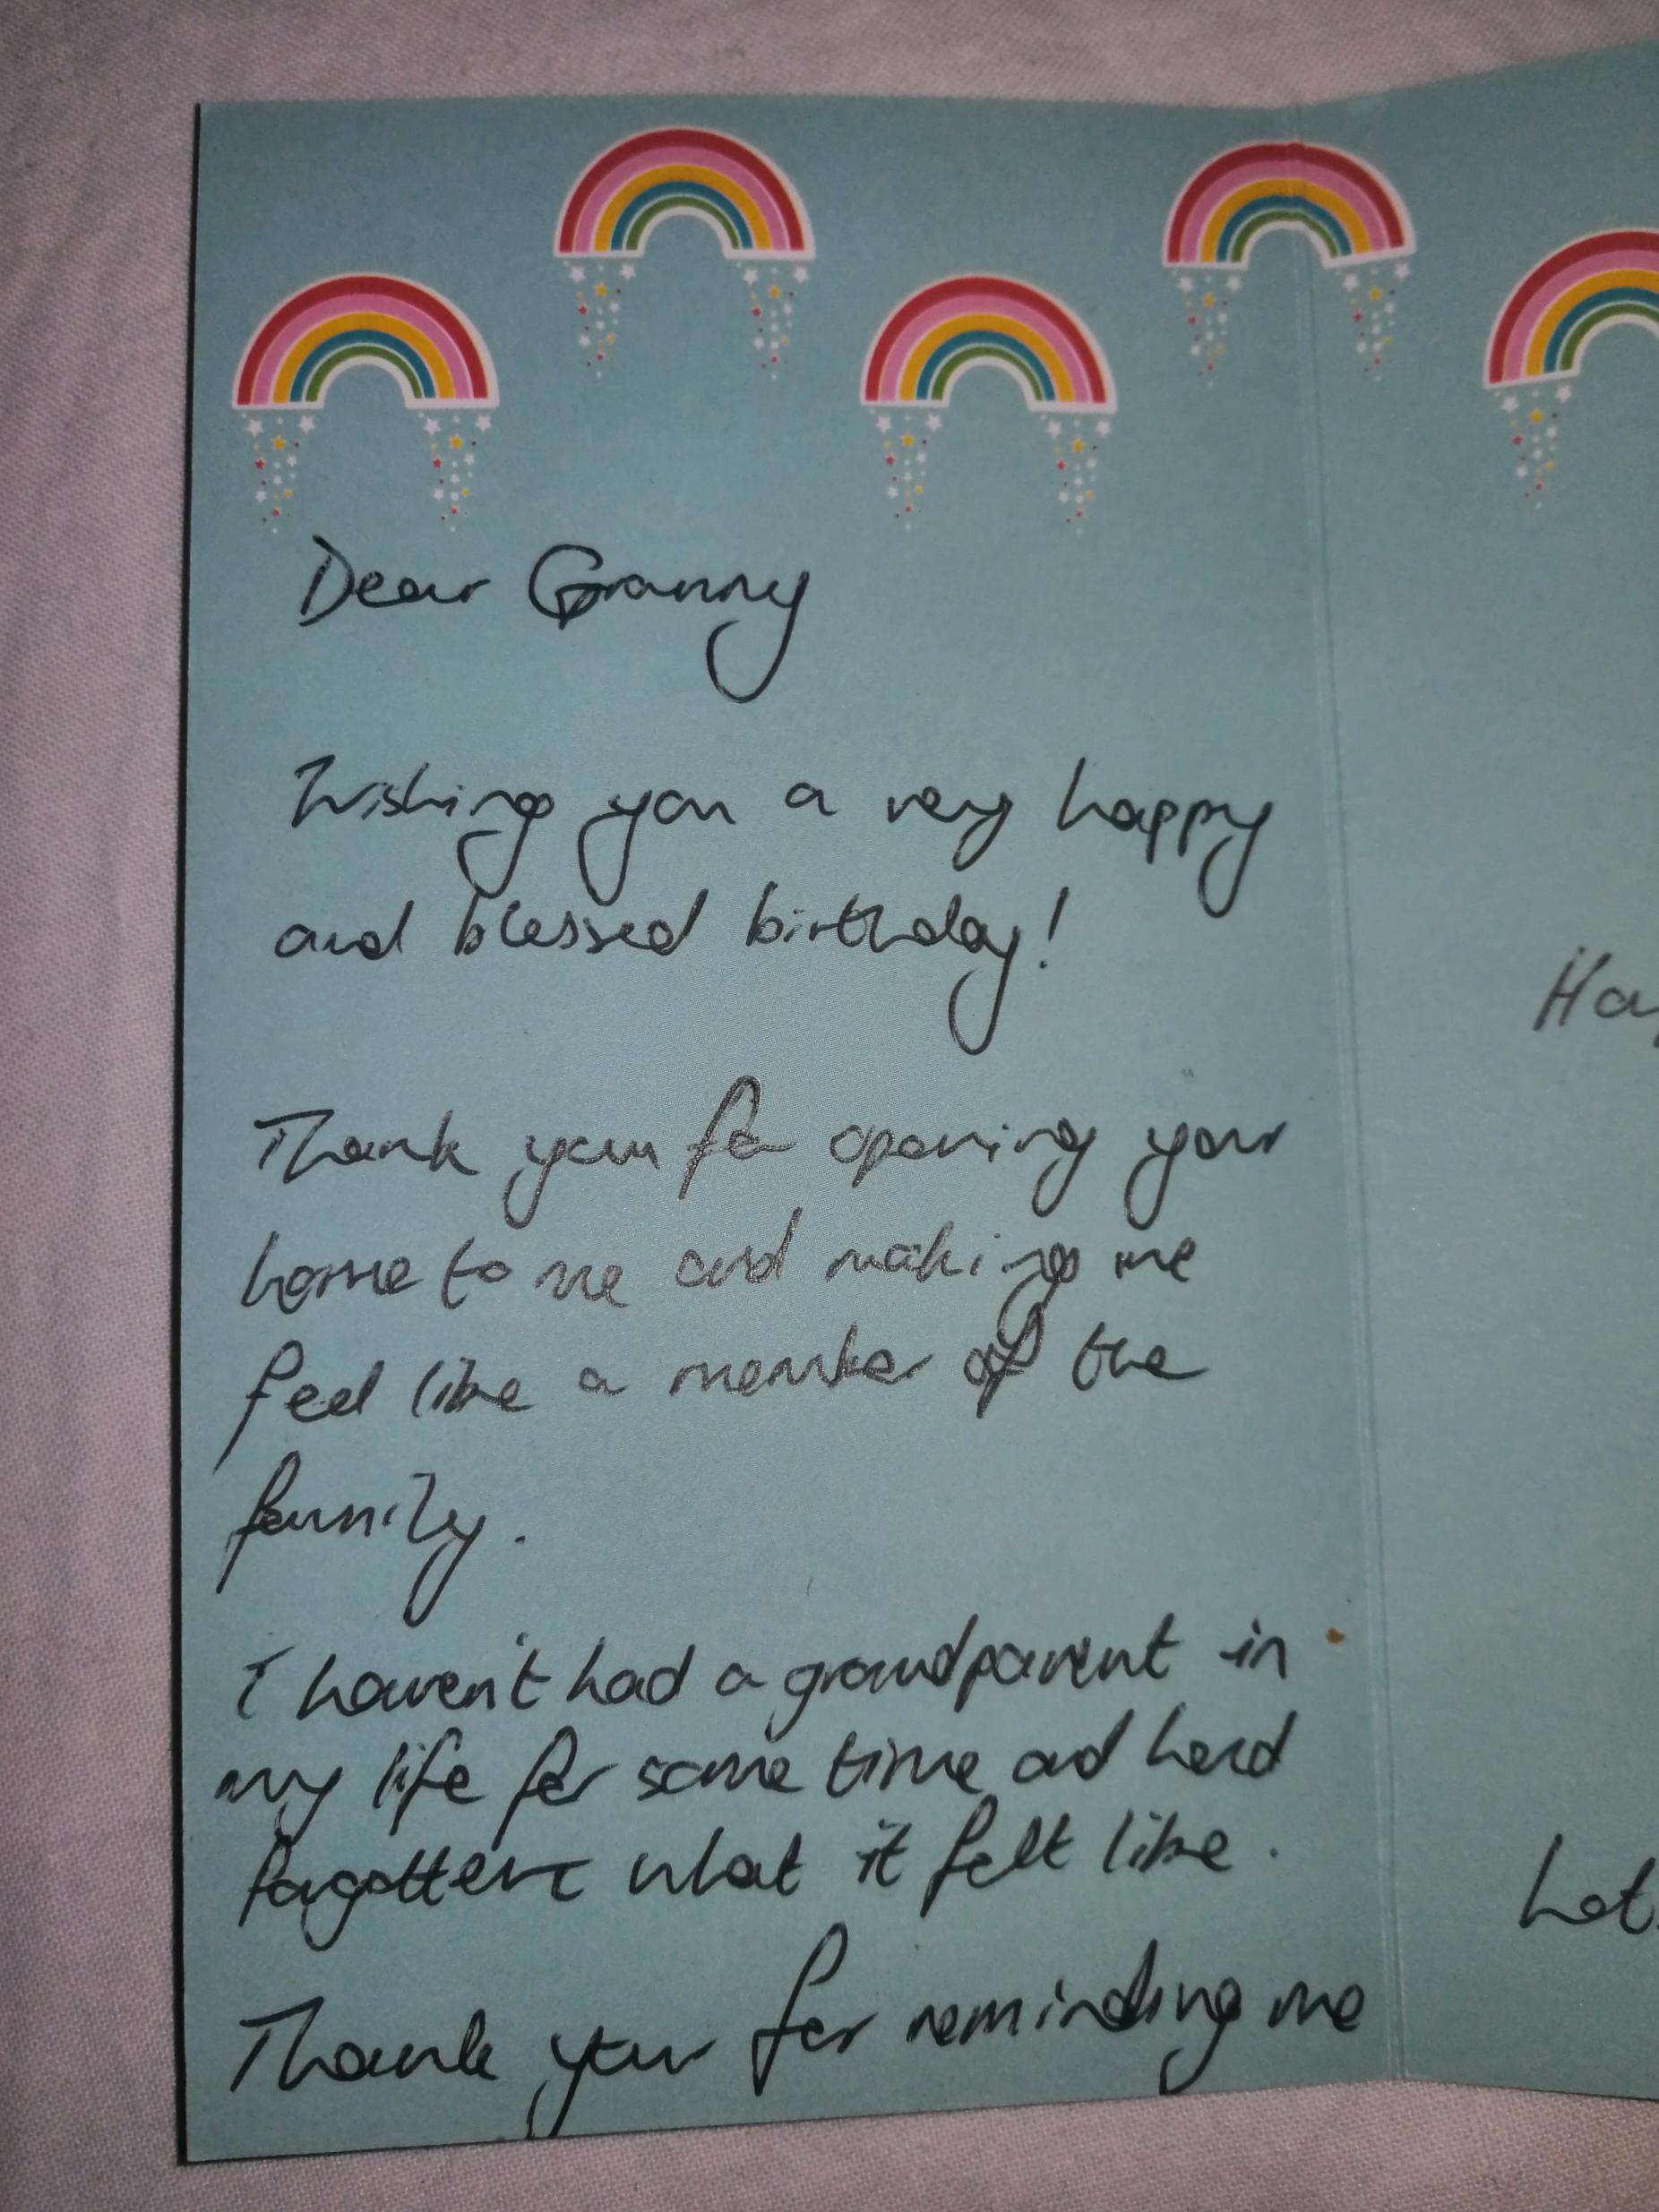 Dear Granny
Wishing you a very happy
and blessed birthday!
Thank you for opening your
home to me and making me
feel like a member of the
family.
I haven't had a grandparent in
my life for some time and had
forgotten what it felt like.
Thank you for reminding me
Ha
Lot